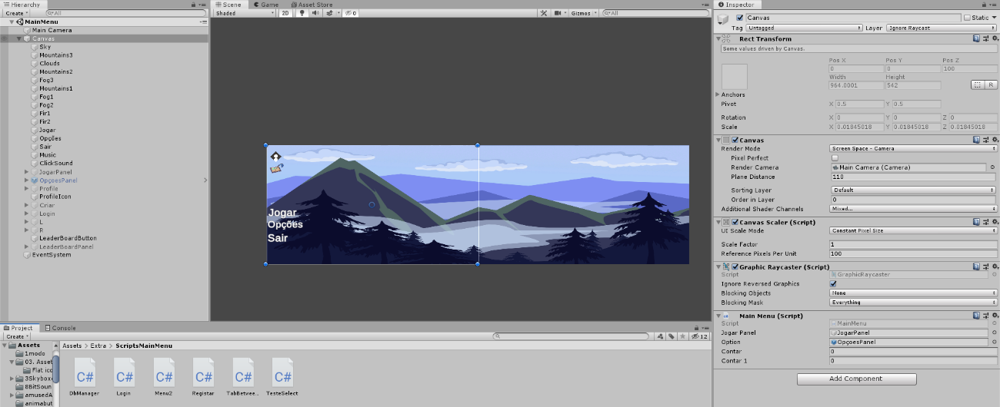 Hierarchy
Create
All
MainMenu
Main Camera
Canvas
Sky
Mountains3
Clouds
Mountains2
Fog3
Mountains1
Fog1
Fog2
Fir1
Fir2
Jogar
Opções
Sair
Music
ClickSound
JogarPanel
OpçoesPanel
Profile
ProfileIcon
Criar
Login
L
R
LeaderBoardButton
LeaderBoardPanel
EventSystem
Scene Game Asset Store
Shaded 2D 0 Gizmos All
Jogar
Opções
Sair
Inspector
Canvas Static
Tag Untagged Layer Ignore Raycast
Rect Transform
Some values driven by Canvas.
Pos X Pos Y Pos Z
0 0 100
Width Height
964.0001 542 R
Anchors
Pivot X 0.5 Y 0.5
Rotation X 0 Y 0 Z 0
Scale X 0.01845018 Y 0.01845018 Z 0.01845018
Canvas
Render Mode Screen Space - Camera
Pixel Perfect
Render Camera Main Camera (Camera)
Plane Distance 110
Sorting Layer Default
Order in Layer 0
Additional Shader Channels Mixed...
Canvas Scaler (Script)
UI Scale Mode Constant Pixel Size
Scale Factor 1
Reference Pixels Per Unit 100
Graphic Raycaster (Script)
Script GraphicRaycaster
Ignore Reversed Graphics
Blocking Objects None
Blocking Mask Everything
Main Menu (Script)
Script MainMenu
Jogar Panel JogarPanel
Option OpçoesPanel
Contar 0
Contar 1 0
Add Component
Project Console
Create 12
Assets
1modo
03. Asset
Flat ico
3Skybox
8BitSoun
amusedA
animabut
Assets > Extra > ScriptsMainMenu
C# C# C# C# C# C#
DbManager Login Menu2 Registar TabBetwee... TesteSelect